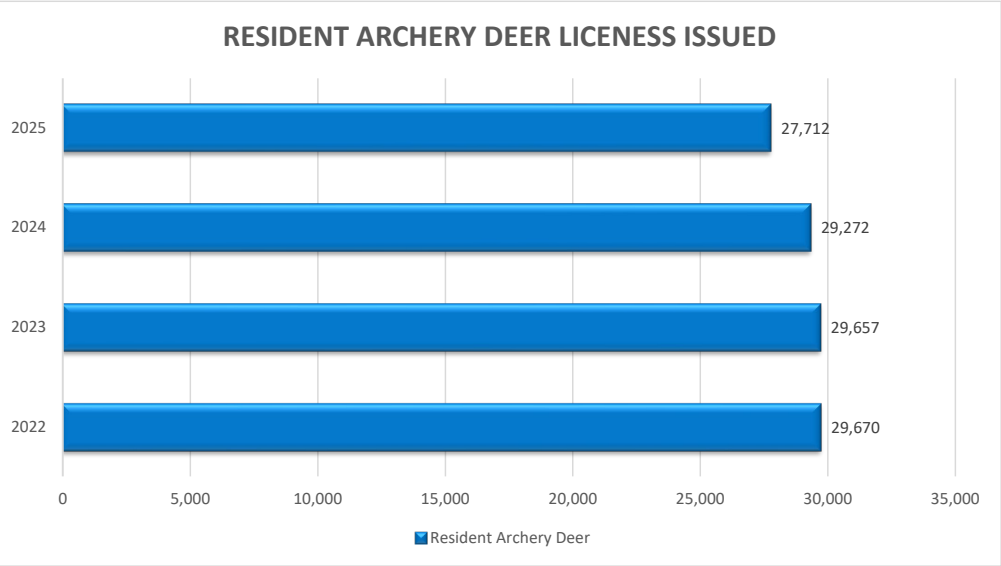 RESIDENT ARCHERY DEER LICENESS ISSUED
2025
27,712
2024
29,272
2023
29,657
2022
29,670
0 5,000 10,000 15,000 20,000 25,000 30,000 35,000
Resident Archery Deer